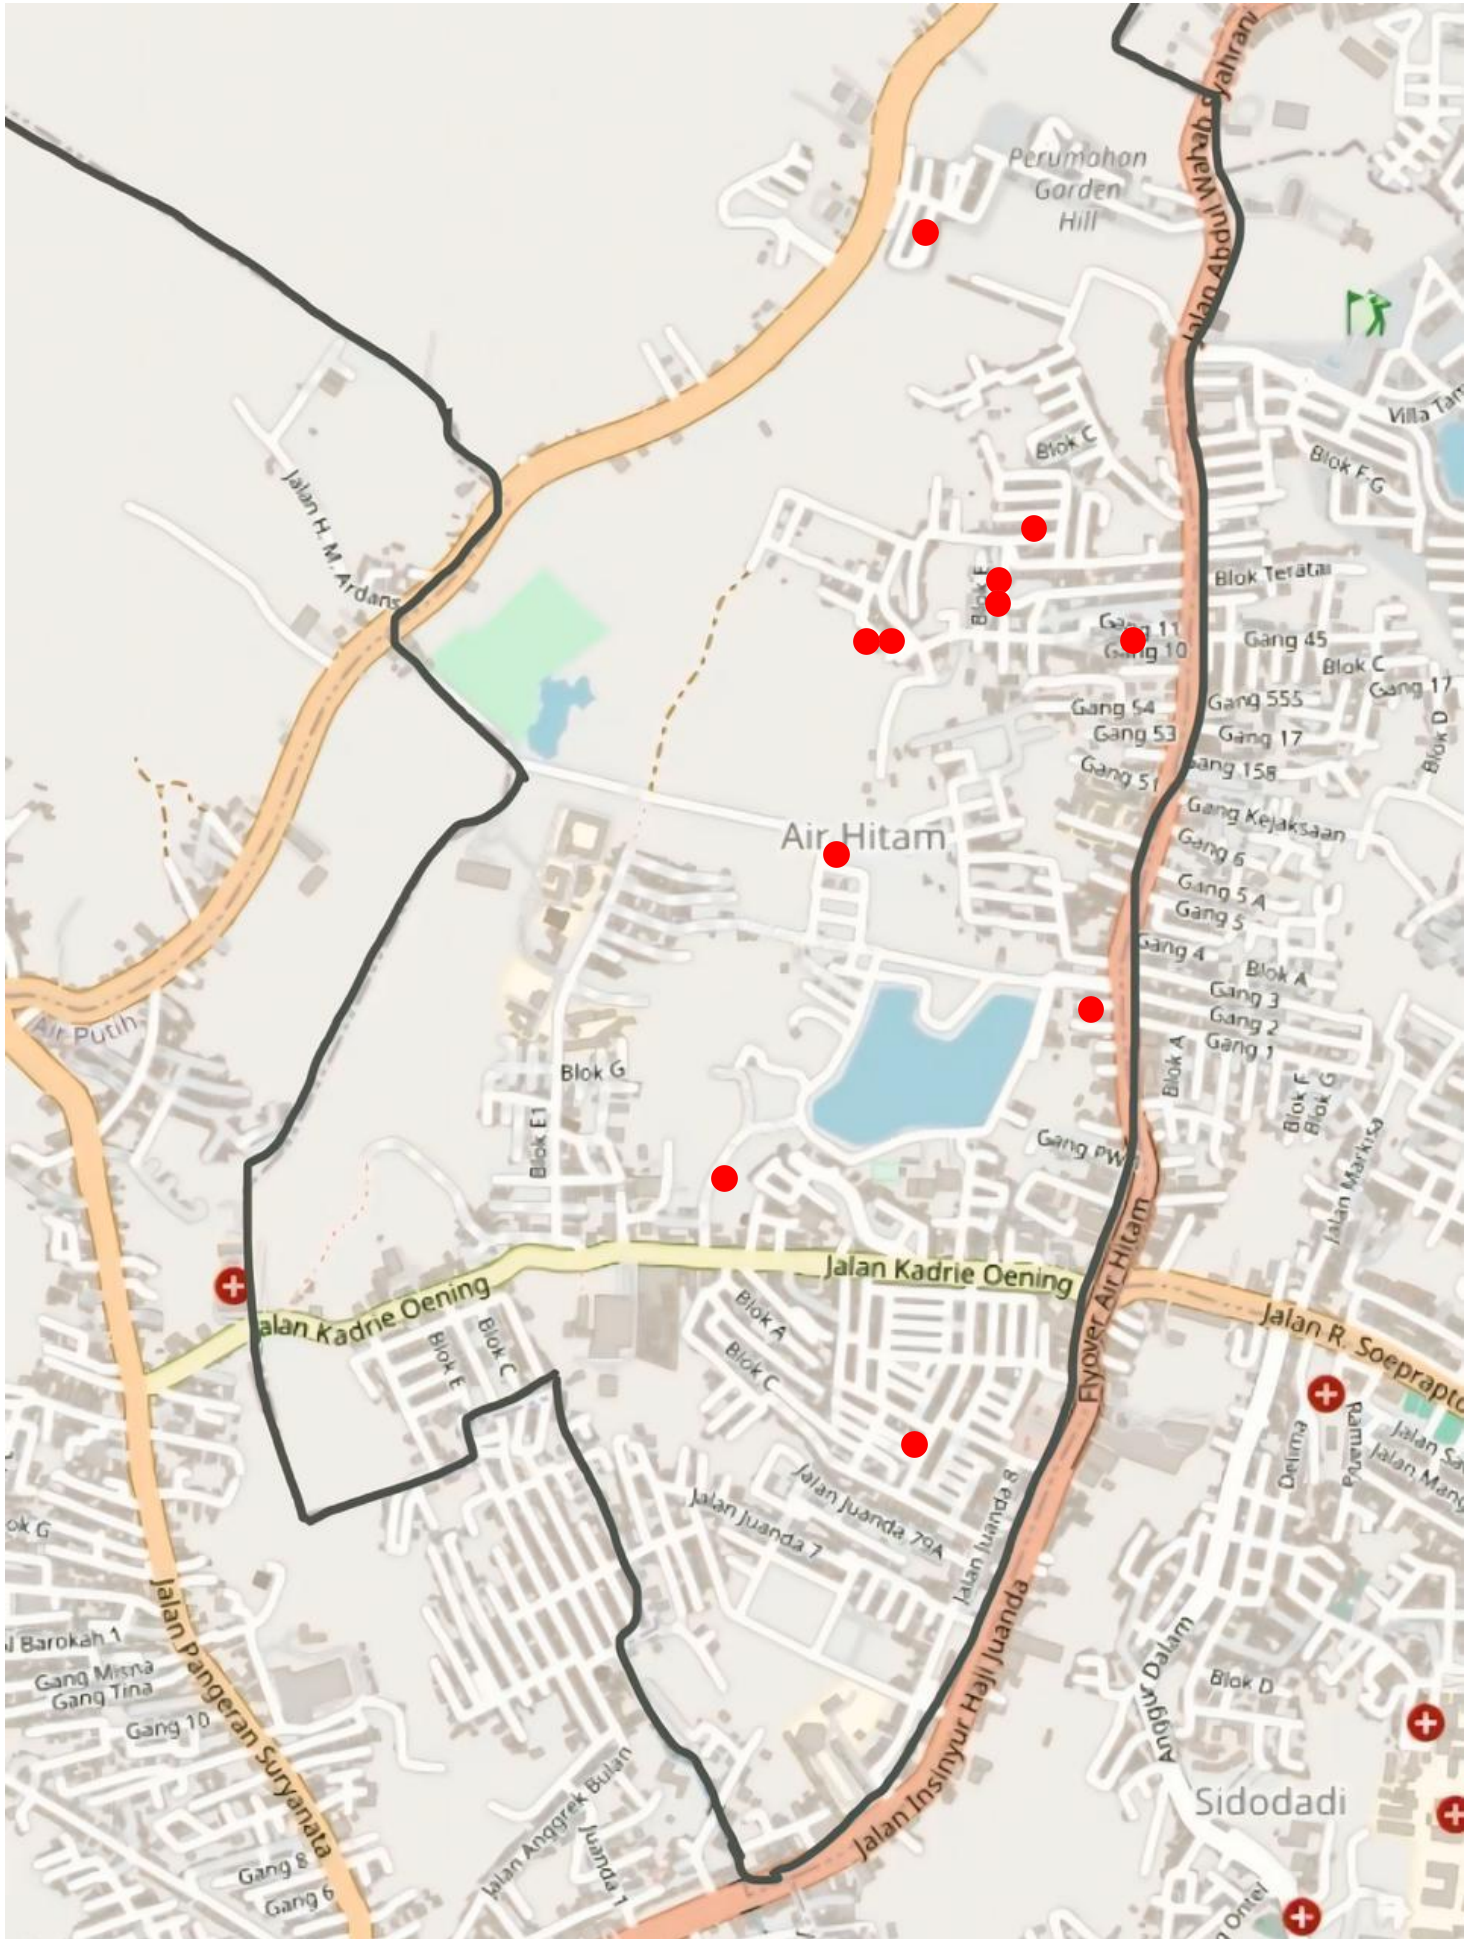 Jalan Abdul Wahab Syahrani
Perumahan
Garden
Hill
Villa Tam
Blok C
Blok F-G
Jalan H. M. Ardans
Blok E
Blok Teratai
Gang 11
Gang 10
Gang 45
Blok C
Gang 17
Gang 54
Gang 555
Gang 53
Gang 17
Blok D
Gang 51
Gang 158
Gang Kejaksaan
Air Hitam
Gang 6
Gang 5 A
Gang 5
Gang 4
Blok A
Gang 3
Gang 2
Gang 1
Air Putih
Blok G
Blok A
Blok F
Blok G
Blok E1
Gang PW
Jalan Markisa
Jalan Kadrie Oening
Jalan Kadrie Oening
Flyover Air Hitam
Jalan R. Soeprapto
Blok A
Blok C
Blok E
Blok C
Delima
Jalan Sa
Jalan Mang
Jalan Juanda 8
Jalan Juanda 79A
Jalan Juanda 7
ok G
Jalan Pangeran Suryanata
Barokah 1
Gang Misna
Gang Tina
Gang 10
Jalan Insinyur Haji Juanda
Anggur Dalam
Blok D
Sidodadi
Jalan Anggrek Bulan
Juanda 1
Gang 8
Gang 6
g Ontel